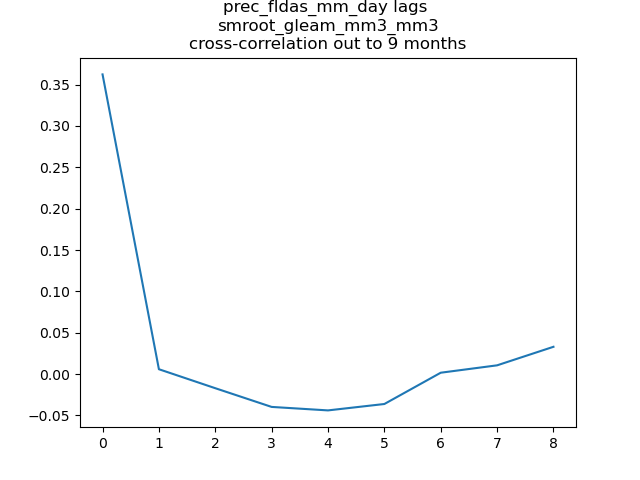 prec_fldas_mm_day lags
smroot_gleam_mm3_mm3
cross-correlation out to 9 months
0.35
0.30
0.25
0.20
0.15
0.10
0.05
0.00
−0.05
0 1 2 3 4 5 6 7 8